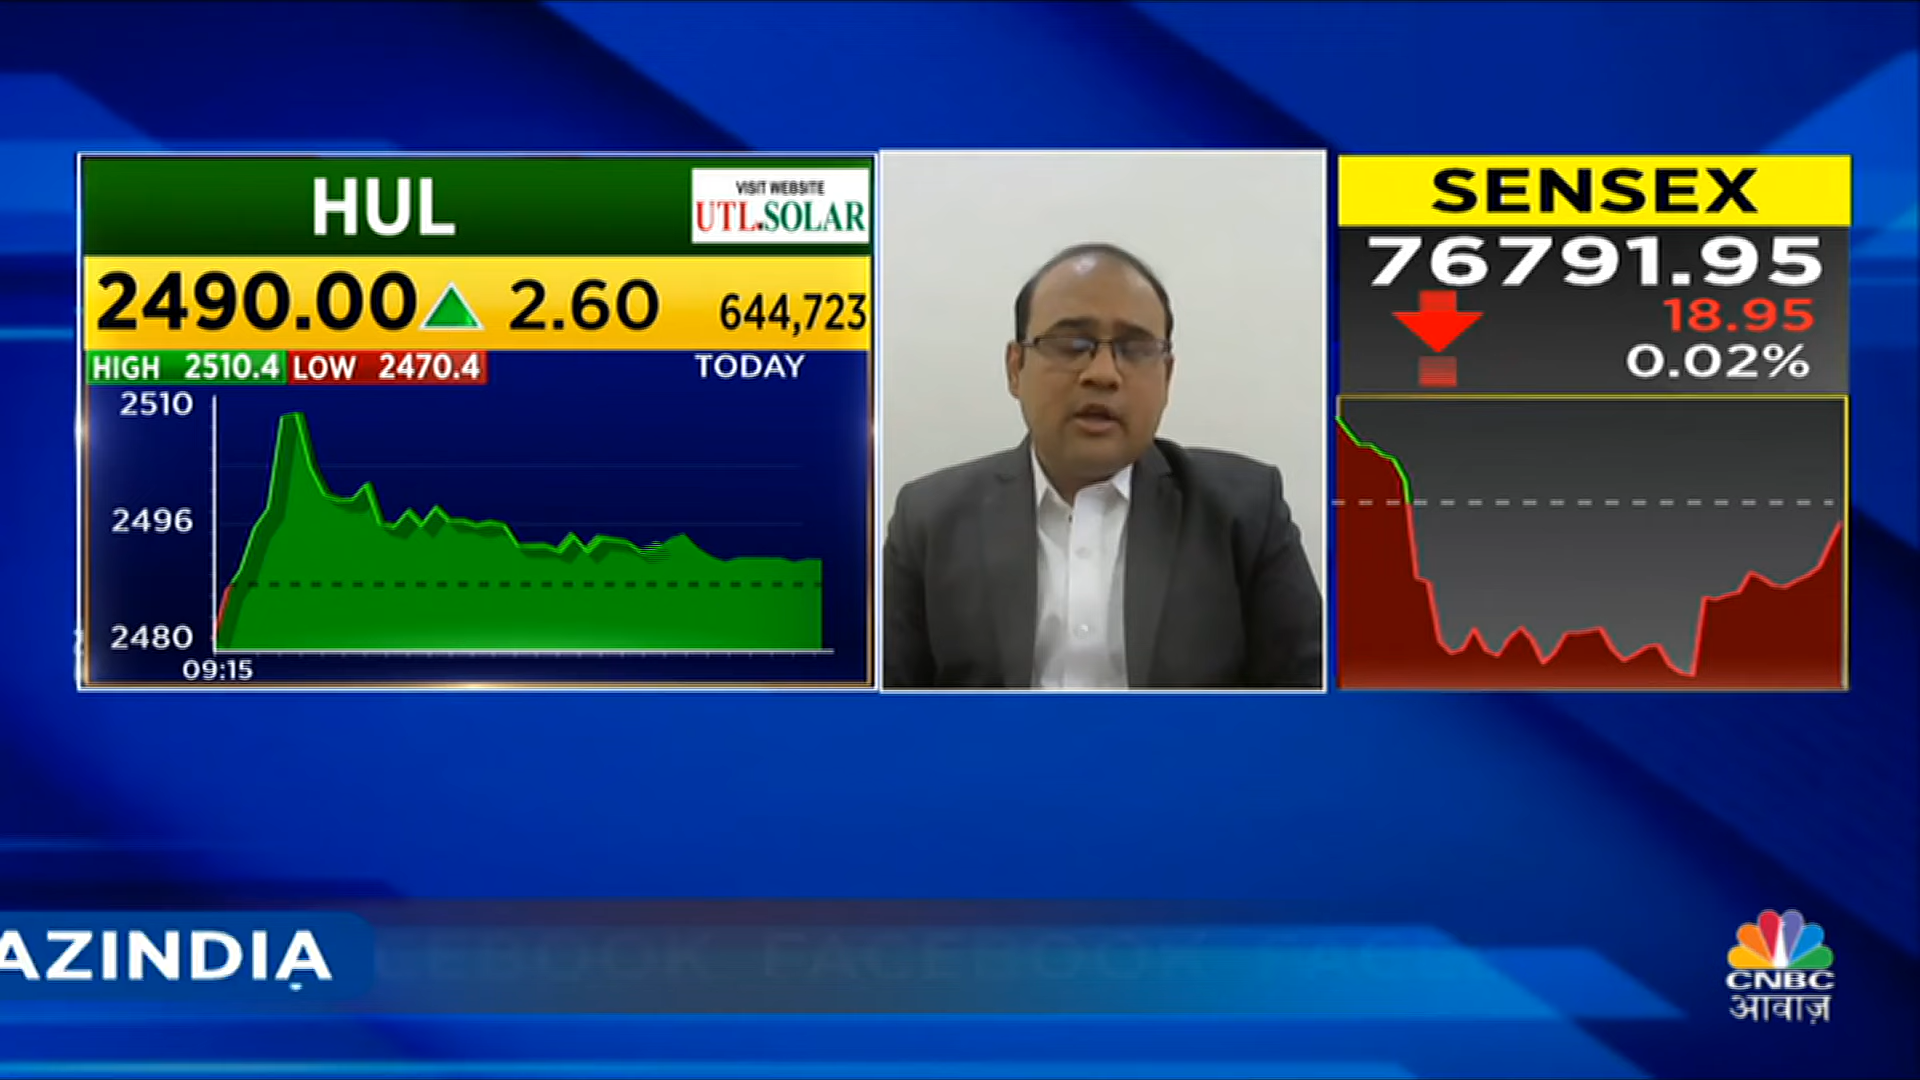 HUL
VISIT WEBSITE
UTL.SOLAR
2490.00 2.60 644,723
HIGH 2510.4 LOW 2470.4 TODAY
2510
2496
2480
09:15
SENSEX
76791.95
18.95
0.02%
AZINDIA
FACEBOOK
CNBC
आवाज़